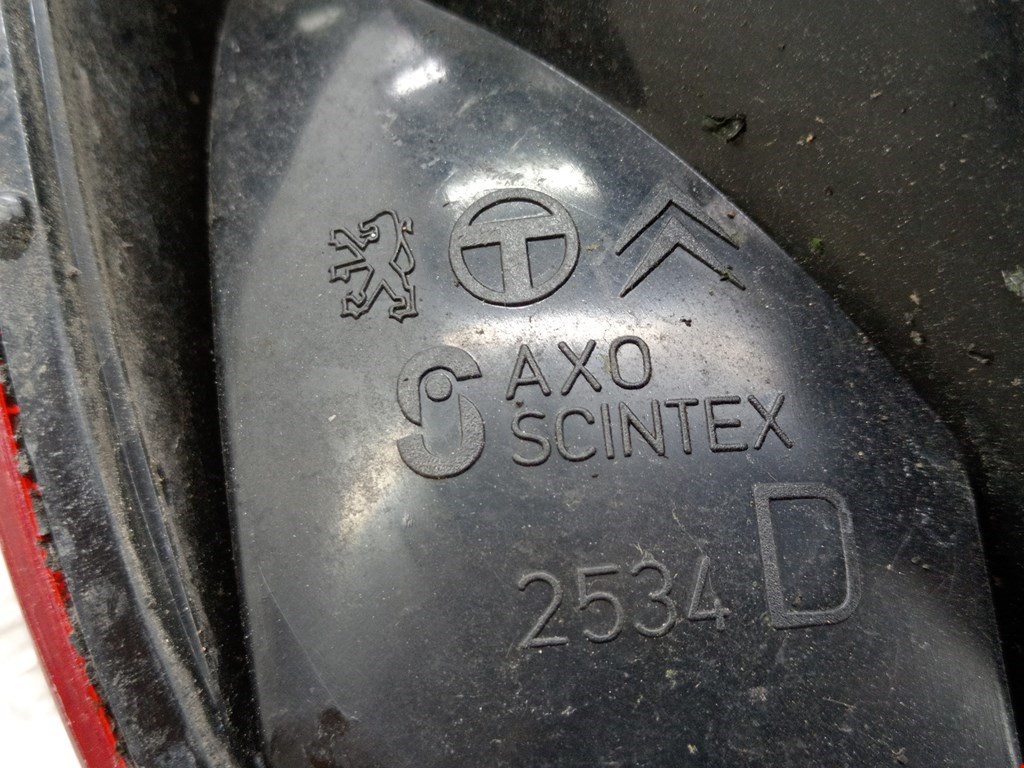 T
AXO
SCINTEX
2534 D